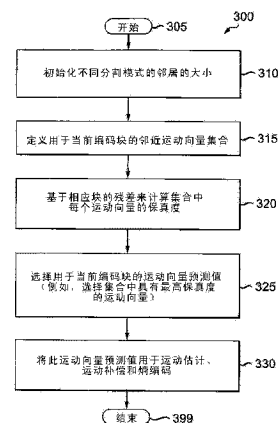 300
开始
305
初始化不同分割模式的邻居的大小
310
定义用于当前编码块的邻近运动向量集合
315
基于相应块的残差来计算集合中
每个运动向量的保真度
320
选择用于当前编码块的运动向量预测值
(例如，选择集合中具有最高保真度
的运动向量)
325
将此运动向量预测值用于运动估计、
运动补偿和熵编码
330
结束
399